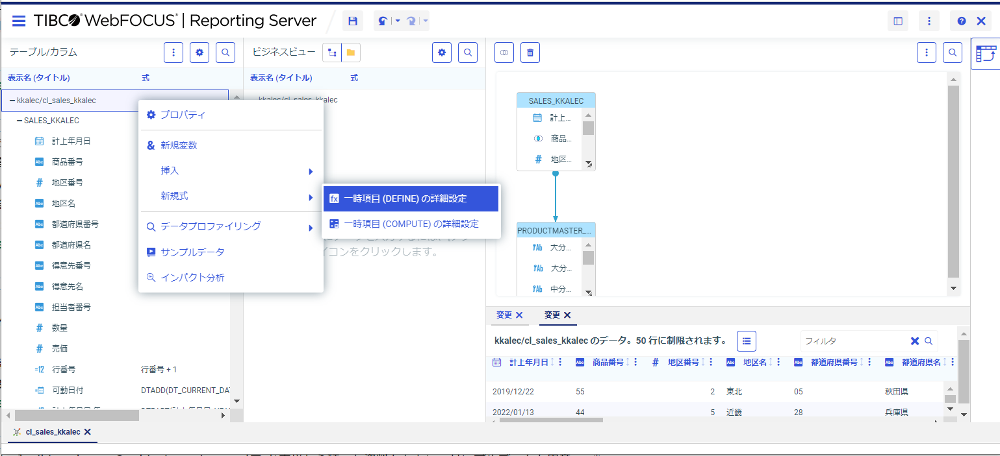 TIBCO WebFOCUS® | Reporting Server
テーブル/カラム
ビジネスビュー
表示名 (タイトル) 式
表示名 (タイトル) 式
kkalec/cl_sales_kkalec
kkalec/cl_sales_kkalec
SALES_KKALEC
計上年月日
Abc 商品番号
# 地区番号
Abc 地区名
Abc 都道府県番号
Abc 都道府県名
Abc 得意先番号
Abc 得意先名
Abc 担当者番号
# 数量
# 売価
=12 行番号 行番号 + 1
可動日付 DTADD(DT_CURRENT_DA
プロパティ
& 新規変数
挿入
新規式
データプロファイリング
サンプルデータ
インパクト分析
fx 一時項目 (DEFINE) の詳細設定
一時項目 (COMPUTE) の詳細設定
イコンをクリックします。
SALES_KKALEC
計上...
商品...
# 地区...
PRODUCTMASTER_...
大分...
大分...
中分...
変更
変更
kkalec/cl_sales_kkalec のデータ。50 行に制限されます。
フィルタ
計上年月日 Abc 商品番号 # 地区番号 Abc 地区名 Abc 都道府県番号 Abc 都道府県名
2019/12/22 55 2 東北 05 秋田県
2022/01/13 44 5 近畿 28 兵庫県
cl_sales_kkalec